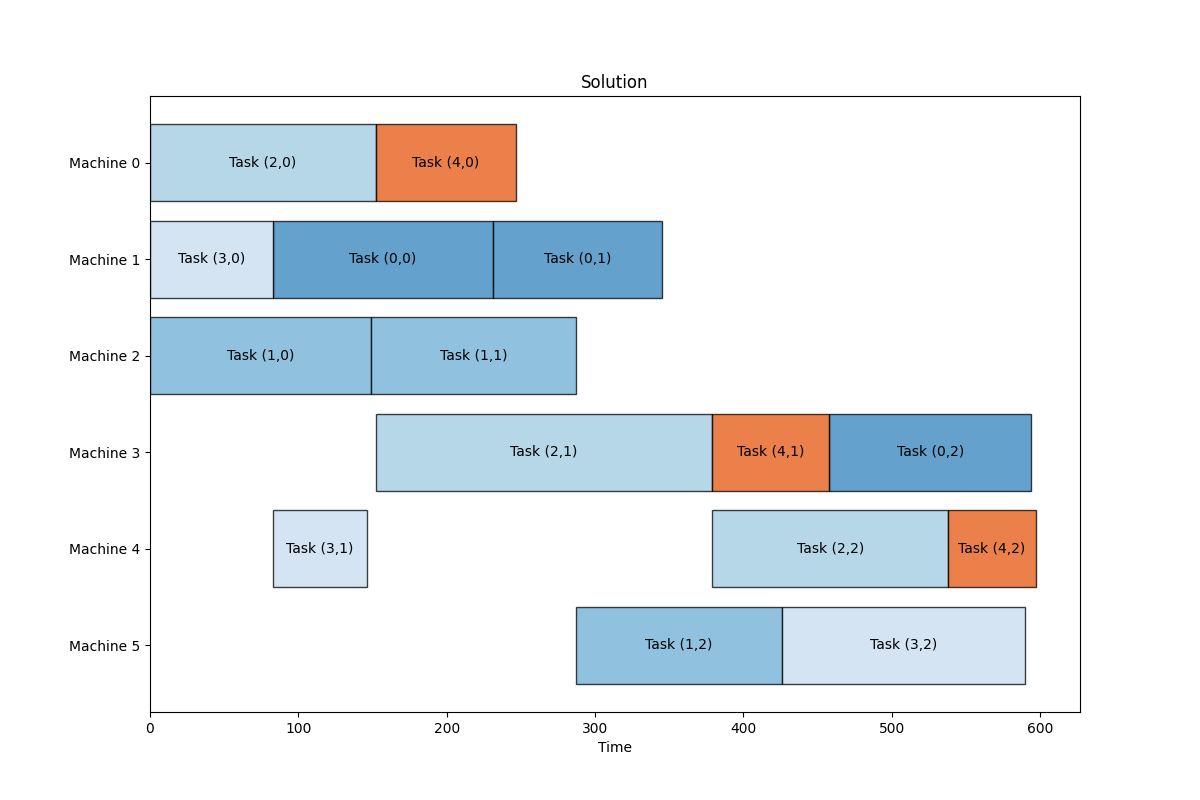 Solution
Machine 0
Task (2,0)
Task (4,0)
Machine 1
Task (3,0)
Task (0,0)
Task (0,1)
Machine 2
Task (1,0)
Task (1,1)
Machine 3
Task (2,1)
Task (4,1)
Task (0,2)
Machine 4
Task (3,1)
Task (2,2)
Task (4,2)
Machine 5
Task (1,2)
Task (3,2)
0 100 200 300 400 500 600
Time